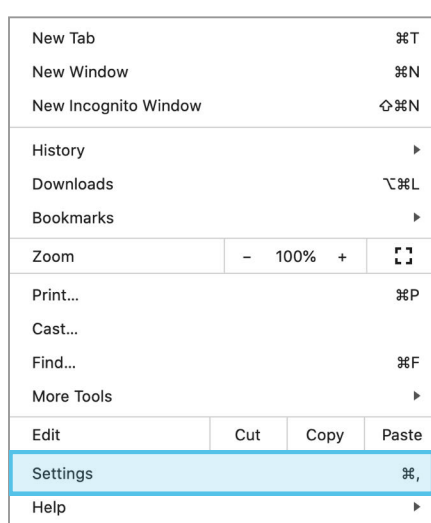 New Tab ⌘T
New Window ⌘N
New Incognito Window ⇧⌘N
History
Downloads ⌥⌘L
Bookmarks
Zoom - 100% +
Print... ⌘P
Cast...
Find... ⌘F
More Tools
Edit Cut Copy Paste
Settings ⌘,
Help